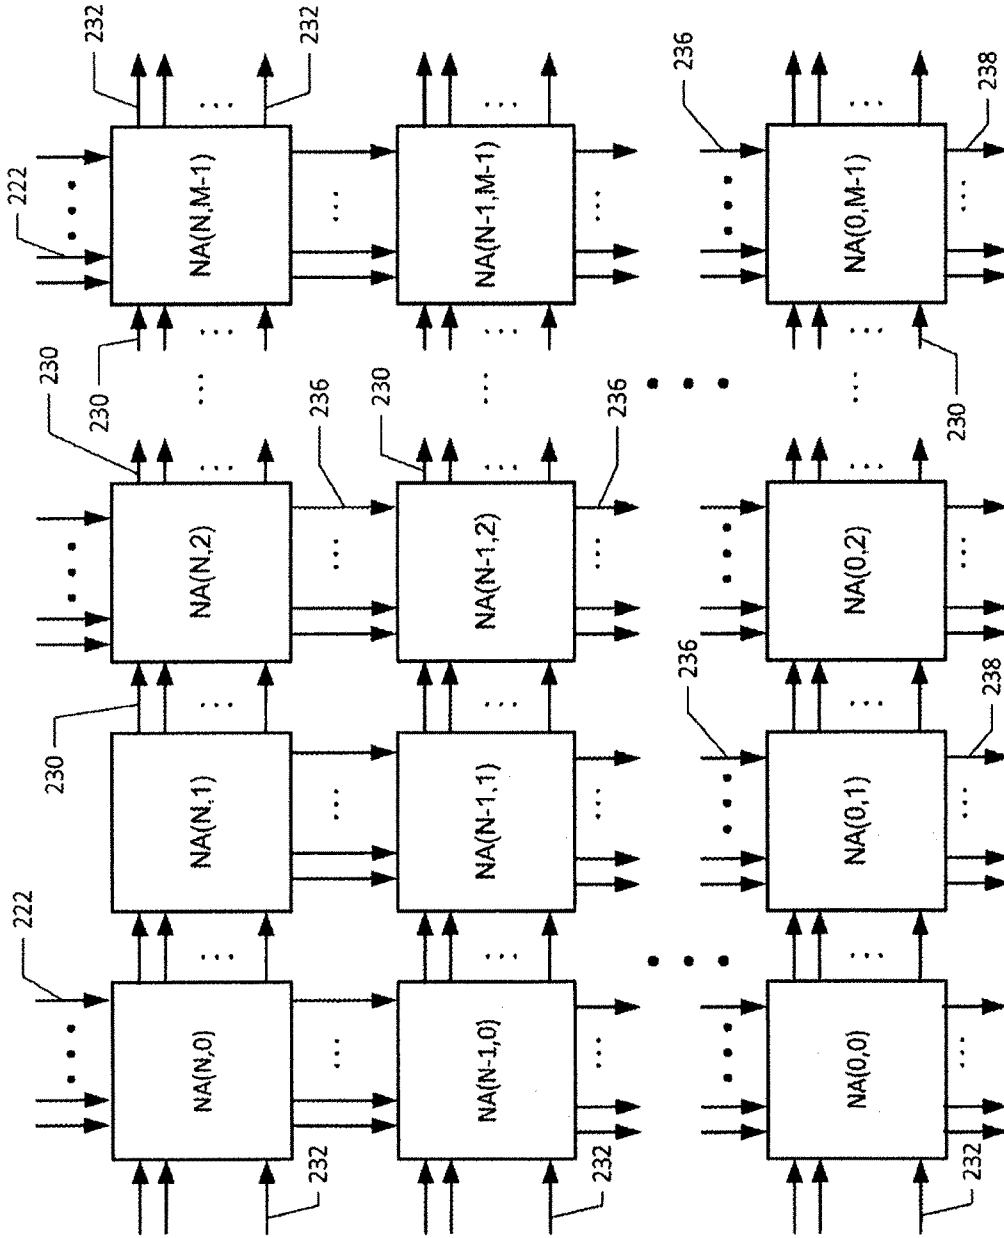 222
222
230
230
230
232
NA(N,0)
NA(N,1)
NA(N,2)
NA(N,M-1)
232
236
232
230
NA(N-1,0)
NA(N-1,1)
NA(N-1,2)
NA(N-1,M-1)
232
236
236
236
NA(0,0)
NA(0,1)
NA(0,2)
NA(0,M-1)
232
230
238
238